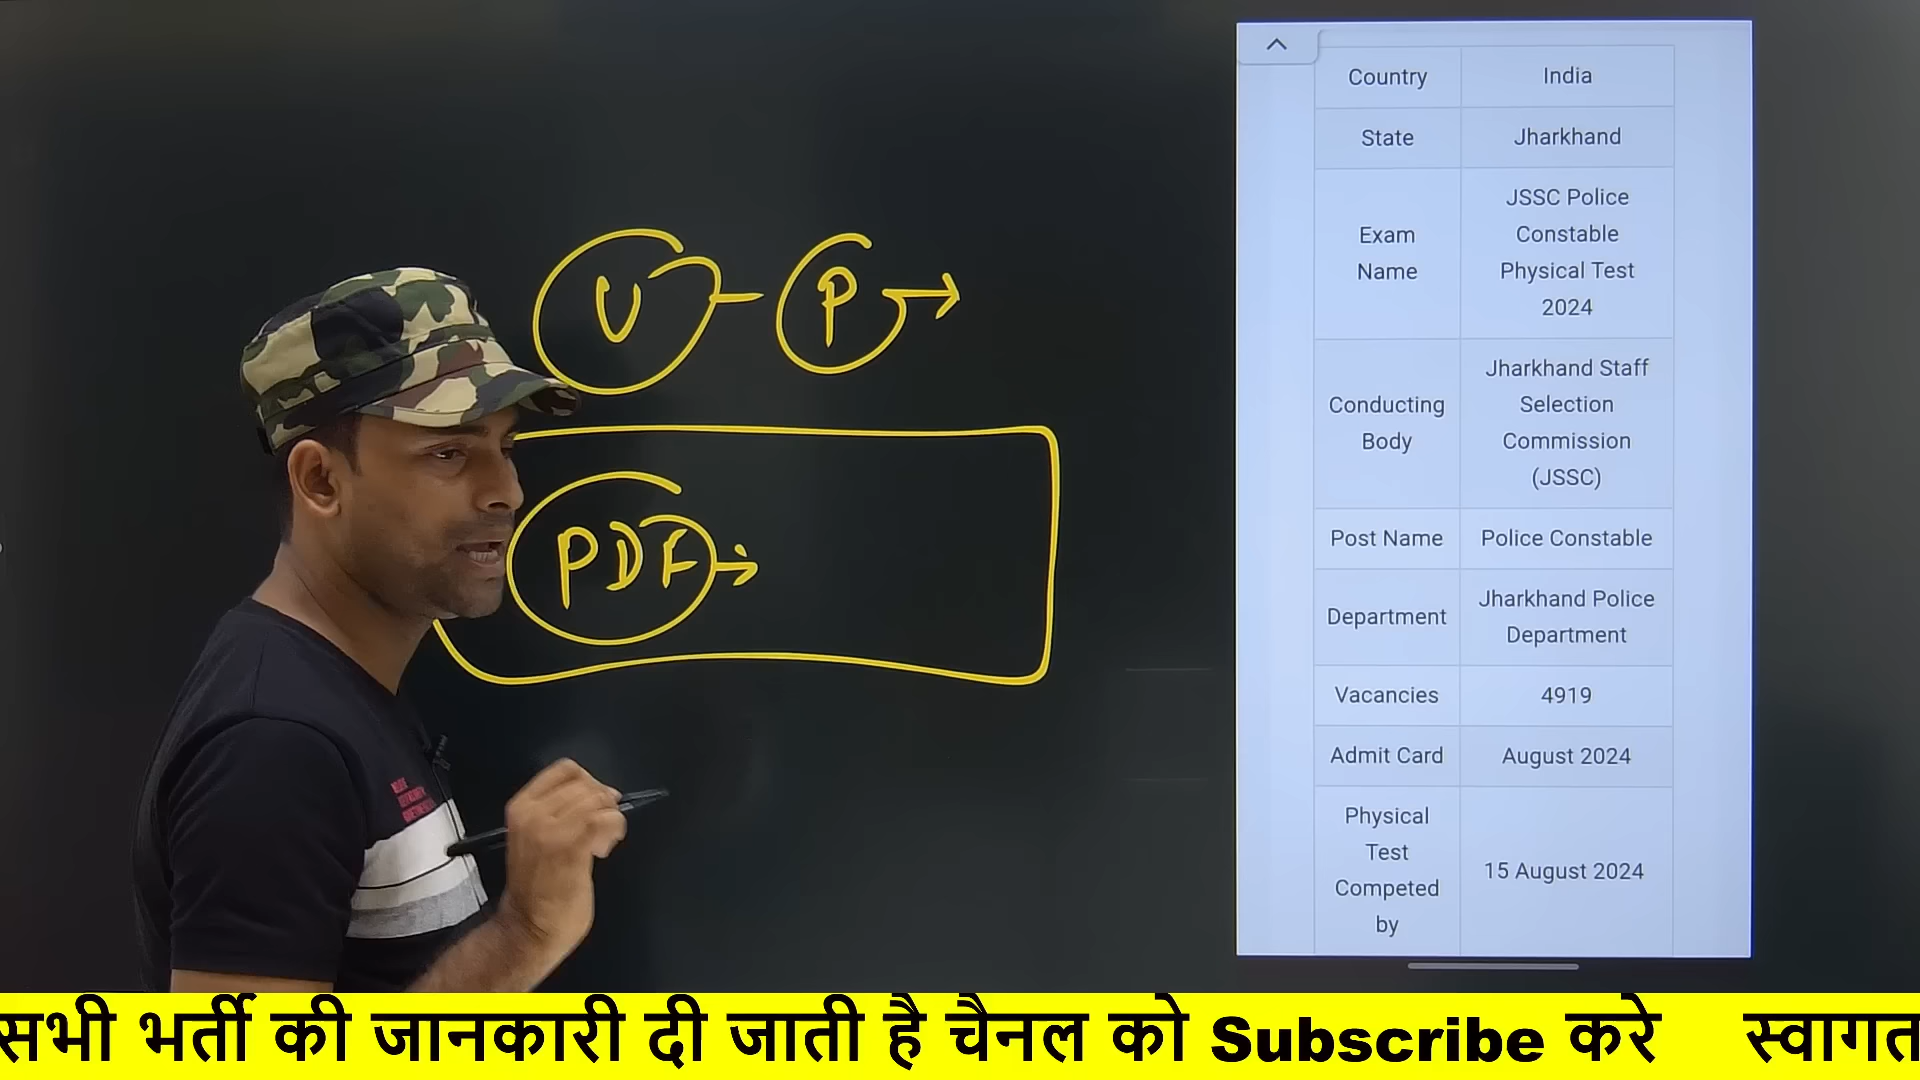 U
P
PDF
Country
India
State
Jharkhand
Exam
Name
JSSC Police
Constable
Physical Test
2024
Conducting
Body
Jharkhand Staff
Selection
Commission
(JSSC)
Post Name
Police Constable
Department
Jharkhand Police
Department
Vacancies
4919
Admit Card
August 2024
Physical
Test
Competed
by
15 August 2024
सभी भर्ती की जानकारी दी जाती है चैनल को Subscribe करे स्वागत